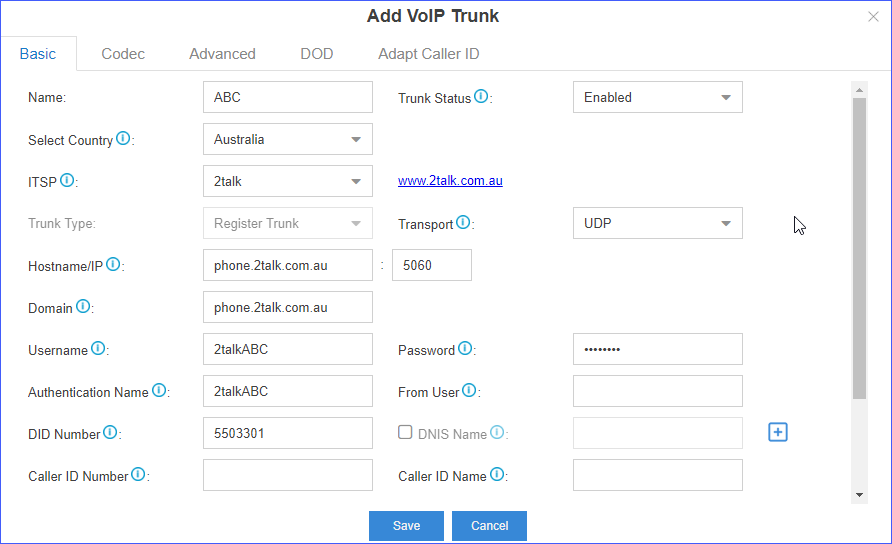 Add VoIP Trunk
Basic Codec Advanced DOD Adapt Caller ID
Name: ABC Trunk Status: Enabled
Select Country: Australia
ITSP: 2talk www.2talk.com.au
Trunk Type: Register Trunk Transport: UDP
Hostname/IP: phone.2talk.com.au : 5060
Domain: phone.2talk.com.au
Username: 2talkABC Password: ••••••••
Authentication Name: 2talkABC From User:
DID Number: 5503301 DNIS Name:
Caller ID Number: Caller ID Name:
Save Cancel